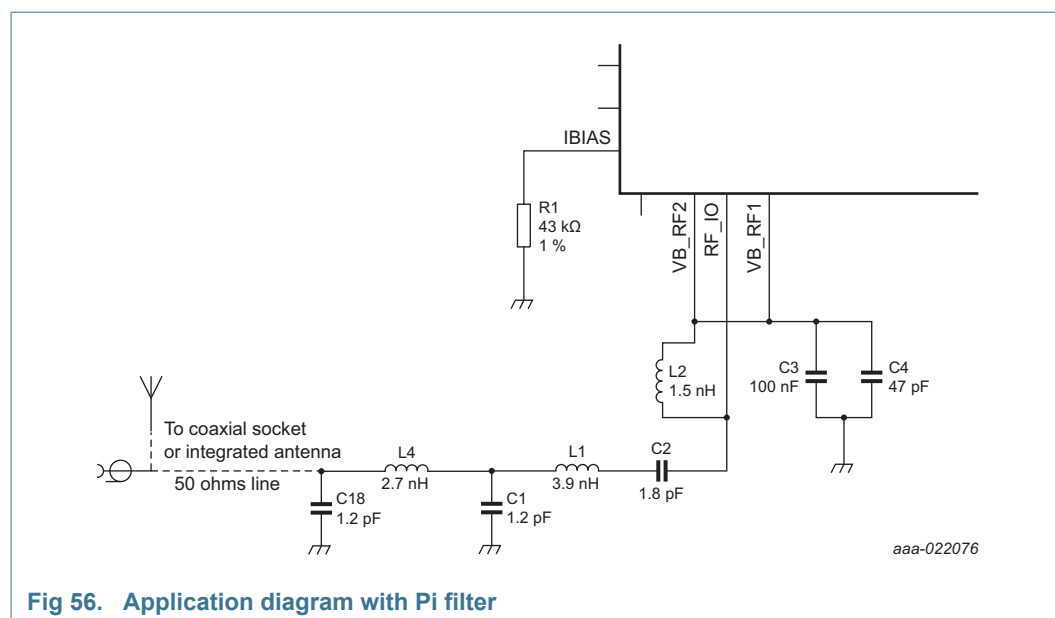 IBIAS
R1
43 kΩ
1 %
VB_RF2
RF_IO
VB_RF1
L2
1.5 nH
C3
100 nF
C4
47 pF
To coaxial socket
or integrated antenna
50 ohms line
L4
2.7 nH
L1
3.9 nH
C2
1.8 pF
C18
1.2 pF
C1
1.2 pF
aaa-022076
Fig 56. Application diagram with Pi filter